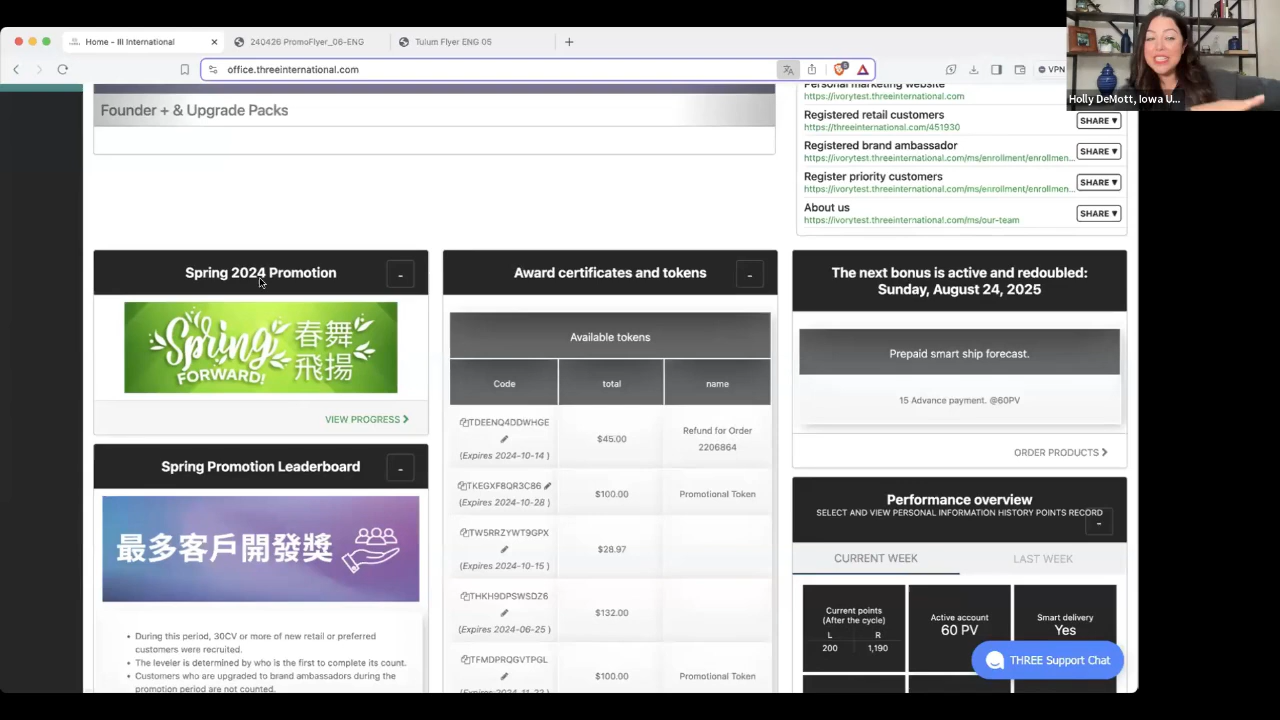 Home - III International
240426 PromoFlyer_06-ENG
Tulum Flyer ENG 05
office.threeinternational.com
VPN
Holly DeMott, Iowa U...
Founder + & Upgrade Packs
Personal marketing website
https://ivorytest.threeinternational.com
Registered retail customers
https://threeinternational.com/451930
SHARE ▼
Registered brand ambassador
https://ivorytest.threeinternational.com/ms/enrollment/enrollmen...
SHARE ▼
Register priority customers
https://ivorytest.threeinternational.com/ms/enrollment/enrollmen...
SHARE ▼
About us
https://ivorytest.threeinternational.com/ms/our-team
SHARE ▼
Spring 2024 Promotion
-
Spring
FORWARD!
春舞
飛揚
VIEW PROGRESS
Spring Promotion Leaderboard
-
最多客戶開發獎
• During this period, 30CV or more of new retail or preferred
customers were recruited.
• The leveler is determined by who is the first to complete its count.
• Customers who are upgraded to brand ambassadors during the
promotion period are not counted.
Award certificates and tokens
-
Available tokens
Code total name
TDEENQ4DDWHGE
(Expires 2024-10-14 )
$45.00
Refund for Order
2206864
TKEGXF8QR3C86
(Expires 2024-10-28 )
$100.00
Promotional Token
TW5RRZYWT9GPX
(Expires 2024-10-15 )
$28.97
THKH9DPSWSDZ6
(Expires 2024-06-25 )
$132.00
TFMDPRQGVTPGL
$100.00
Promotional Token
The next bonus is active and redoubled:
Sunday, August 24, 2025
Prepaid smart ship forecast.
15 Advance payment. @60PV
ORDER PRODUCTS
Performance overview
SELECT AND VIEW PERSONAL INFORMATION HISTORY POINTS RECORD
-
CURRENT WEEK
LAST WEEK
Current points
(After the cycle)
L R
200 1,190
Active account
60 PV
Smart delivery
Yes
THREE Support Chat